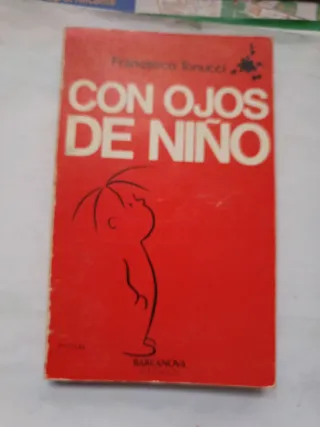 Francesco Tonucci
CON OJOS
DE NIÑO
BARCANOVA